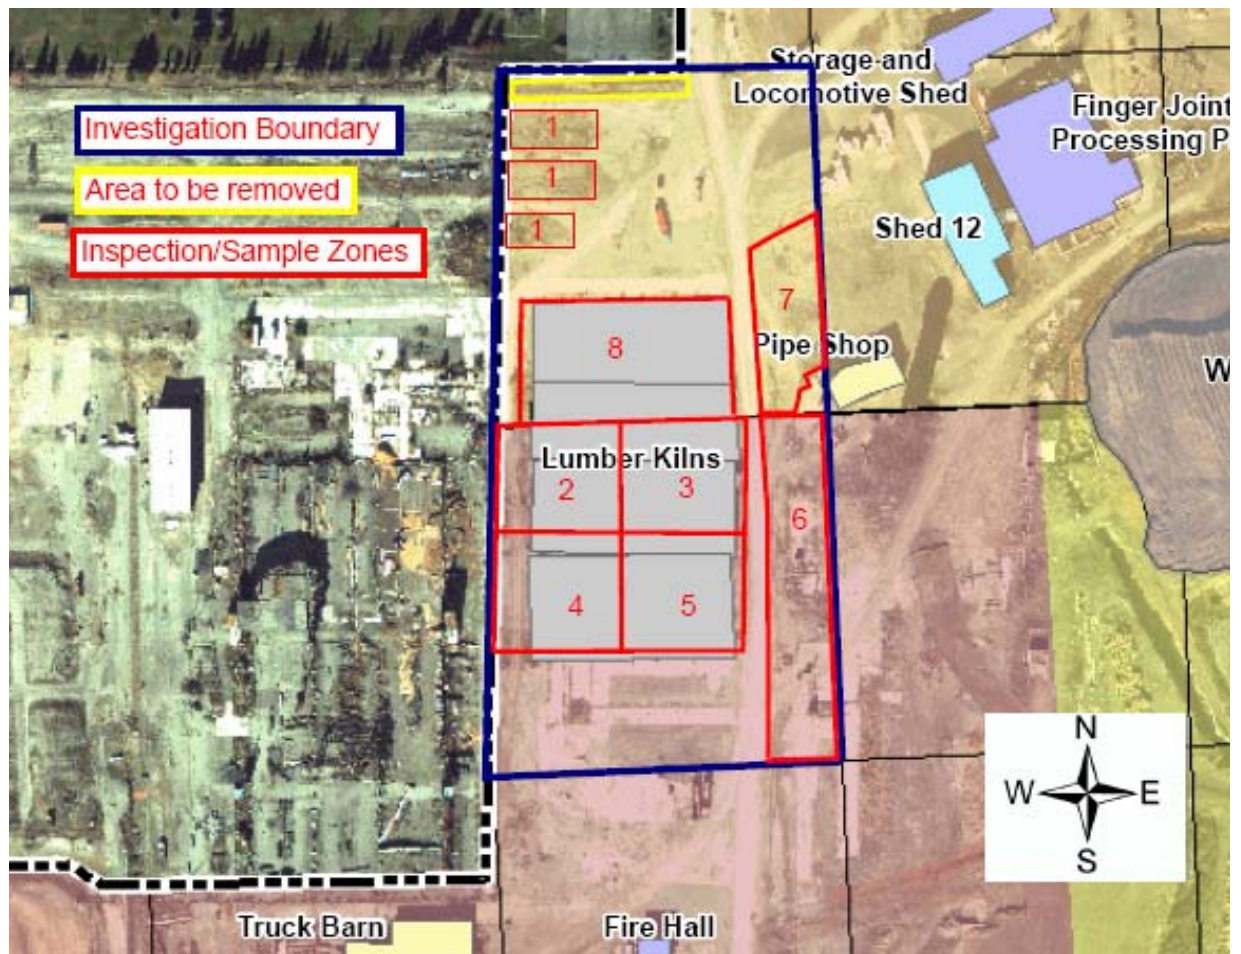 Storage and
Locomotive Shed
Finger Joint
Processing P
Investigation Boundary
1
Area to be removed
1
Shed 12
1
Inspection/Sample Zones
7
8
Pipe Shop
W
Lumber Kilns
2
3
6
4
5
N
W
E
S
Truck Barn
Fire Hall